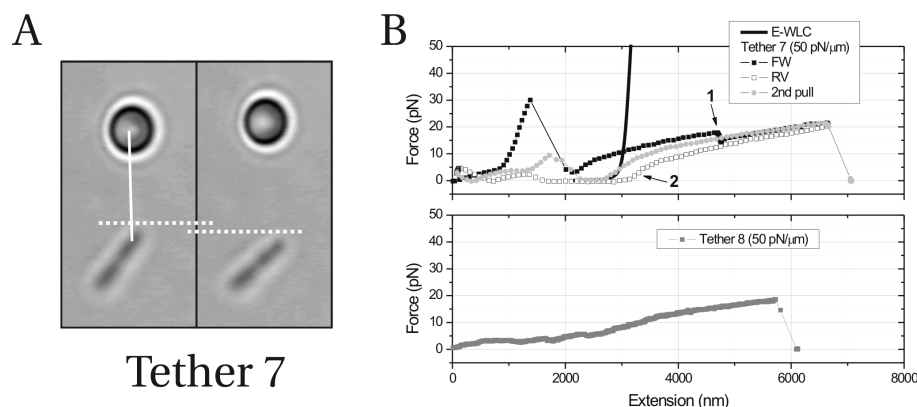 A
B
Tether 7
50
40
30
20
10
0
Force (pN)
E-WLC
Tether 7 (50 pN/µm)
FW
RV
2nd pull
1
2
50
40
30
20
10
0
Force (pN)
Tether 8 (50 pN/µm)
0
2000
4000
6000
8000
Extension (nm)